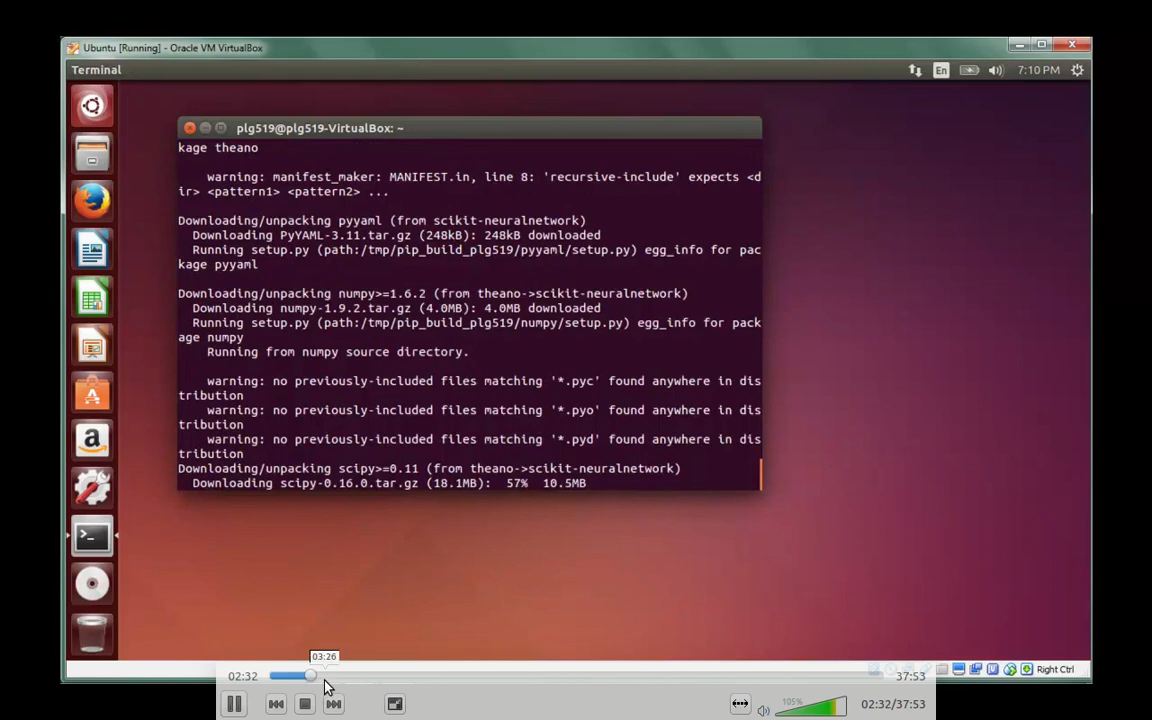 Ubuntu [Running] - Oracle VM VirtualBox
Terminal
En
7:10 PM
plg519@plg519-VirtualBox: ~
kage theano
warning: manifest_maker: MANIFEST.in, line 8: 'recursive-include' expects <d
ir> <pattern1> <pattern2> ...
Downloading/unpacking pyyaml (from scikit-neuralnetwork)
Downloading PyYAML-3.11.tar.gz (248kB): 248kB downloaded
Running setup.py (path:/tmp/pip_build_plg519/pyyaml/setup.py) egg_info for pac
kage pyyaml
Downloading/unpacking numpy>=1.6.2 (from theano->scikit-neuralnetwork)
Downloading numpy-1.9.2.tar.gz (4.0MB): 4.0MB downloaded
Running setup.py (path:/tmp/pip_build_plg519/numpy/setup.py) egg_info for pack
age numpy
Running from numpy source directory.
warning: no previously-included files matching '*.pyc' found anywhere in dis
tribution
warning: no previously-included files matching '*.pyo' found anywhere in dis
tribution
warning: no previously-included files matching '*.pyd' found anywhere in dis
tribution
Downloading/unpacking scipy>=0.11 (from theano->scikit-neuralnetwork)
Downloading scipy-0.16.0.tar.gz (18.1MB): 57% 10.5MB
03:26
Right Ctrl
02:32
37:53
105%
02:32/37:53